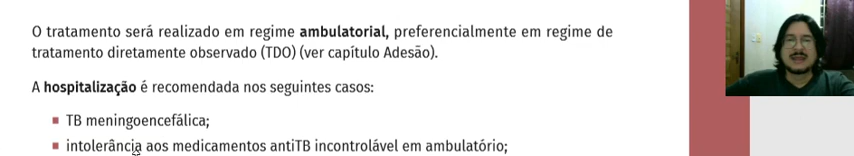 O tratamento será realizado em regime ambulatorial, preferencialmente em regime de
tratamento diretamente observado (TDO) (ver capítulo Adesão).
A hospitalização é recomendada nos seguintes casos:
TB meningoencefálica;
intolerância aos medicamentos antiTB incontrolável em ambulatório;